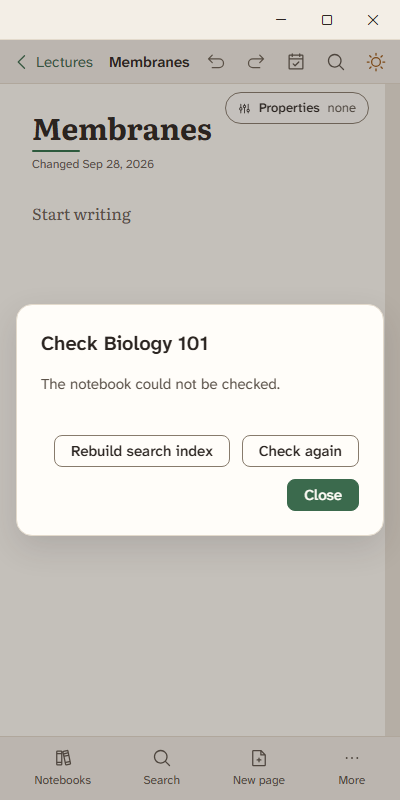 Lectures
Membranes
Properties none
Membranes
Changed Sep 28, 2026
Start writing
Check Biology 101
The notebook could not be checked.
Rebuild search index
Check again
Close
Notebooks
Search
New page
More